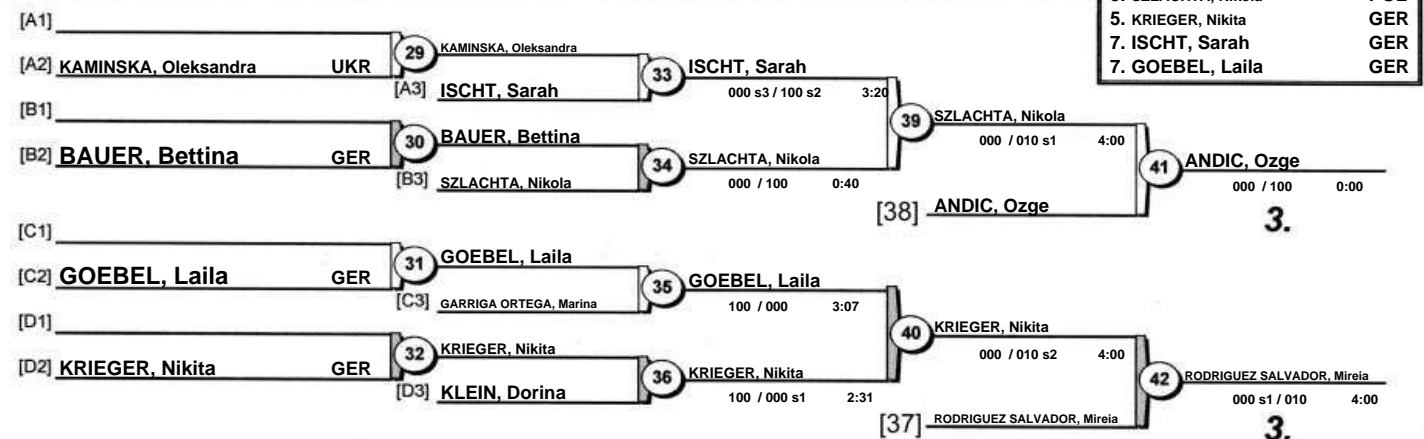 5. SZLACHTA, Nikola POL
5. KRIEGER, Nikita GER
7. ISCHT, Sarah GER
7. GOEBEL, Laila GER
[A1]
[A2] KAMINSKA, Oleksandra UKR
29
KAMINSKA, Oleksandra
[A3] ISCHT, Sarah
33
ISCHT, Sarah
000 s3 / 100 s2 3:20
[B1]
[B2] BAUER, Bettina GER
30
BAUER, Bettina
[B3] SZLACHTA, Nikola
34
SZLACHTA, Nikola
000 / 100 0:40
39
SZLACHTA, Nikola
000 / 010 s1 4:00
[38] ANDIC, Ozge
41
ANDIC, Ozge
000 / 100 0:00
3.
[C1]
[C2] GOEBEL, Laila GER
31
GOEBEL, Laila
[C3] GARRIGA ORTEGA, Marina
35
GOEBEL, Laila
100 / 000 3:07
[D1]
[D2] KRIEGER, Nikita GER
32
KRIEGER, Nikita
[D3] KLEIN, Dorina
36
KRIEGER, Nikita
100 / 000 s1 2:31
40
KRIEGER, Nikita
000 / 010 s2 4:00
[37] RODRIGUEZ SALVADOR, Mireia
42
RODRIGUEZ SALVADOR, Mireia
000 s1 / 010 4:00
3.